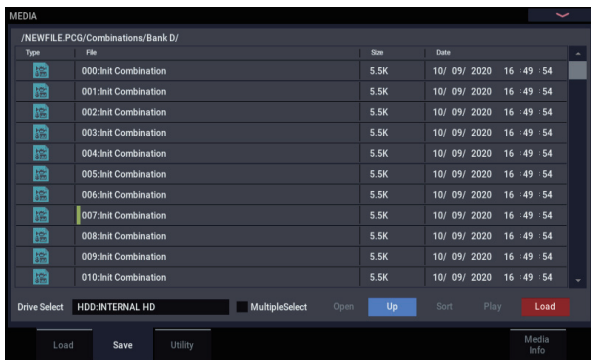 MEDIA
/NEWFILE.PCG/Combinations/Bank D/
Type File Size Date
000:Init Combination 5.5K 10/ 09/ 2020 16 :49 :54
001:Init Combination 5.5K 10/ 09/ 2020 16 :49 :54
002:Init Combination 5.5K 10/ 09/ 2020 16 :49 :54
003:Init Combination 5.5K 10/ 09/ 2020 16 :49 :54
004:Init Combination 5.5K 10/ 09/ 2020 16 :49 :54
005:Init Combination 5.5K 10/ 09/ 2020 16 :49 :54
006:Init Combination 5.5K 10/ 09/ 2020 16 :49 :54
007:Init Combination 5.5K 10/ 09/ 2020 16 :49 :54
008:Init Combination 5.5K 10/ 09/ 2020 16 :49 :54
009:Init Combination 5.5K 10/ 09/ 2020 16 :49 :54
010:Init Combination 5.5K 10/ 09/ 2020 16 :49 :54
Drive Select HDD:INTERNAL HD MultipleSelect Open Up Sort Play Load
Load Save Utility Media Info